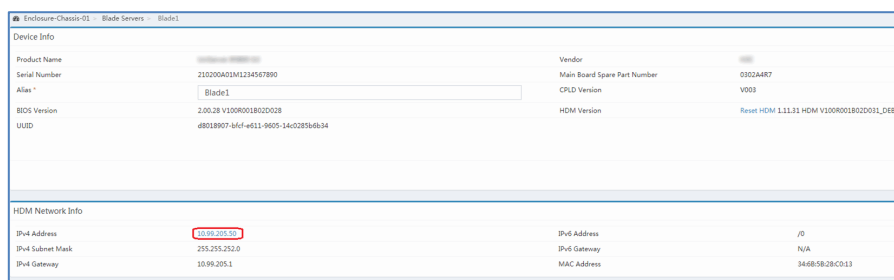 Enclosure-Chassis-01 > Blade Servers > Blade1
Device Info
Product Name Vendor
Serial Number 210200A01M1234567890 Main Board Spare Part Number 0302A4R7
Alias * Blade1 CPLD Version V003
BIOS Version 2.00.28 V100R001B02D028 HDM Version Reset HDM 1.11.31 HDM V100R001B02D031_DEB
UUID d8018907-bfcf-e611-9605-14c0285b6b34
HDM Network Info
IPv4 Address 10.99.205.50 IPv6 Address /0
IPv4 Subnet Mask 255.255.252.0 IPv6 Gateway N/A
IPv4 Gateway 10.99.205.1 MAC Address 34:6B:5B:28:C0:13